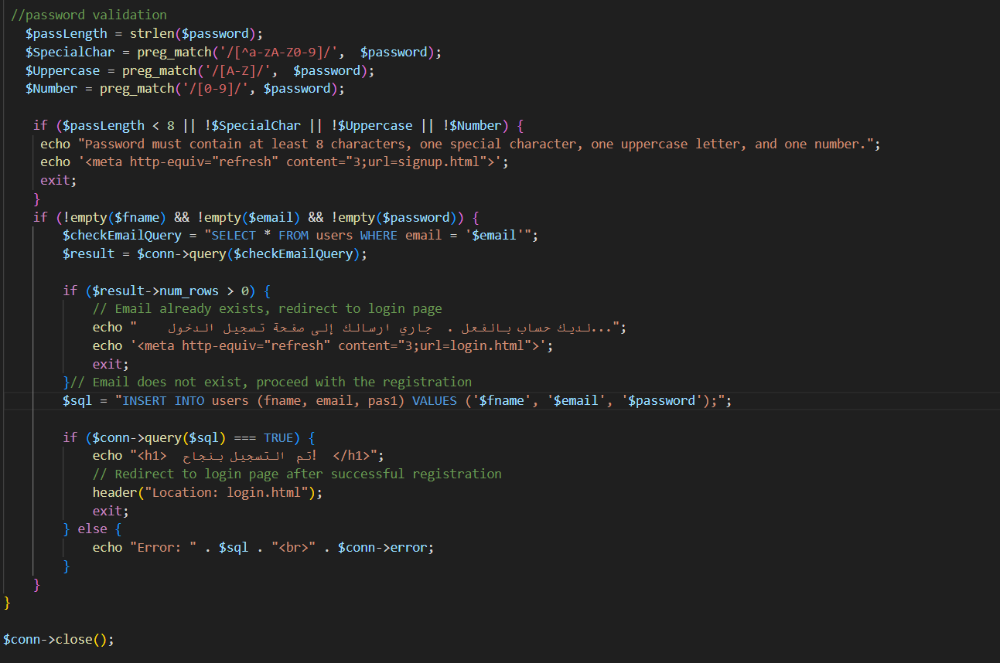 //password validation
$passLength = strlen($password);
$SpecialChar = preg_match('/[^a-zA-Z0-9]/',  $password);
$Uppercase = preg_match('/[A-Z]/',  $password);
$Number = preg_match('/[0-9]/', $password);
if ($passLength < 8 || !$SpecialChar || !$Uppercase || !$Number) {
echo "Password must contain at least 8 characters, one special character, one uppercase letter, and one number.";
echo '<meta http-equiv="refresh" content="3;url=signup.html">';
exit;
}
if (!empty($fname) && !empty($email) && !empty($password)) {
$checkEmailQuery = "SELECT * FROM users WHERE email = '$email'";
$result = $conn->query($checkEmailQuery);
if ($result->num_rows > 0) {
// Email already exists, redirect to login page
echo "    لديك حساب بالفعل .  جاري ارسالك إلى صفحة تسجيل الدخول...";
echo '<meta http-equiv="refresh" content="3;url=login.html">';
exit;
}// Email does not exist, proceed with the registration
$sql = "INSERT INTO users (fname, email, pas1) VALUES ('$fname', '$email', '$password');";
if ($conn->query($sql) === TRUE) {
echo "<h1>  تم التسجيل بنجاح!  </h1>";
// Redirect to login page after successful registration
header("Location: login.html");
exit;
} else {
echo "Error: " . $sql . "<br>" . $conn->error;
}
}
}
$conn->close();